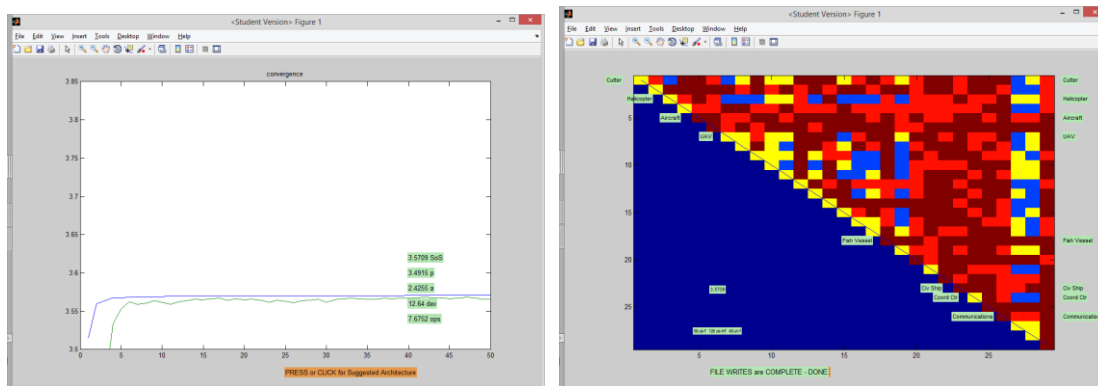 <Student Version> Figure 1
File Edit View Insert Tools Desktop Window Help
convergence
3.85
3.8
3.75
3.7
3.65
3.6
3.55
3.5
0 5 10 15 20 25 30 35 40 45 50
3.5709 SoS
3.4915 p
2.4255 a
12.64 dev
7.6752 ops
PRESS or CLICK for Suggested Architecture
<Student Version> Figure 1
File Edit View Insert Tools Desktop Window Help
Cutter Cutter
Helicopter Helicopter
5 Aircraft Aircraft
UAV UAV
10
15
Fish Vessel Fish Vessel
20
Civ Ship Civ Ship
Coord Ctr Coord Ctr
3.5709
25 Communications Communication
5 10 15 20 25
FILE WRITES are COMPLETE - DONE